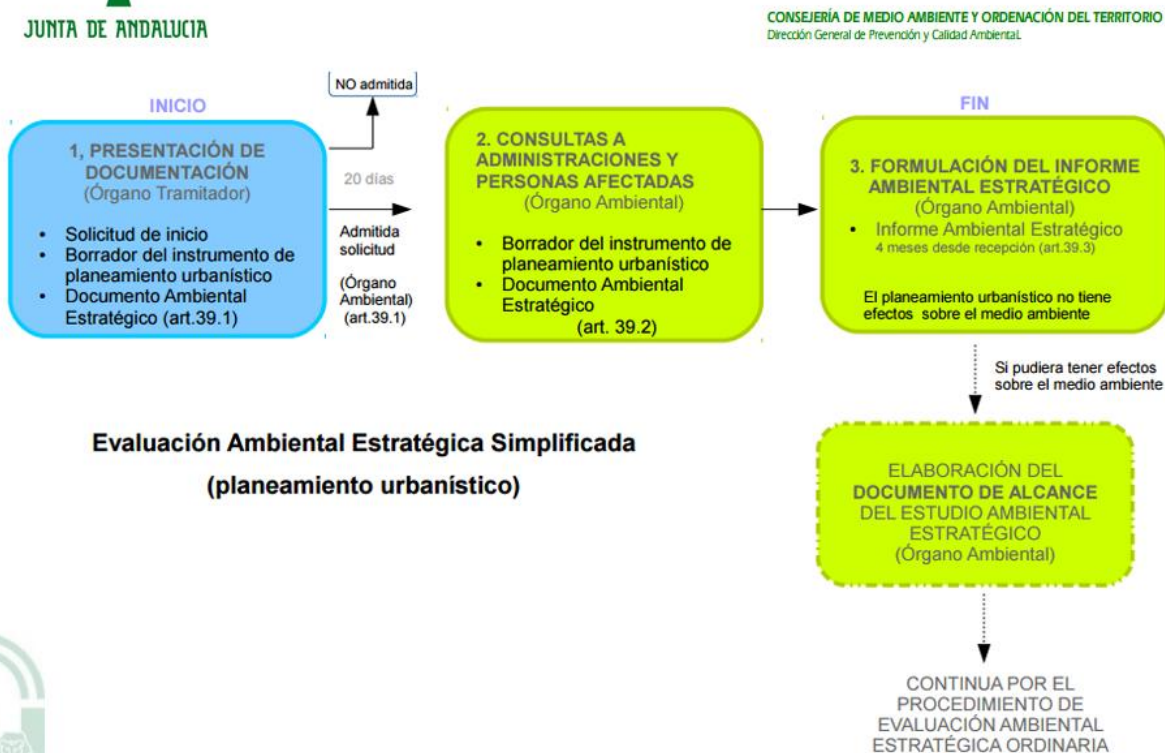 JUNTA DE ANDALUCIA
CONSEJERÍA DE MEDIO AMBIENTE Y ORDENACIÓN DEL TERRITORIO
Dirección General de Prevención y Calidad Ambiental.
INICIO
1, PRESENTACIÓN DE
DOCUMENTACIÓN
(Órgano Tramitador)
• Solicitud de inicio
• Borrador del instrumento de
planeamiento urbanístico
• Documento Ambiental
Estratégico (art.39.1)
NO admitida
20 días
Admitida
solicitud
(Órgano
Ambiental)
(art.39.1)
2. CONSULTAS A
ADMINISTRACIONES Y
PERSONAS AFECTADAS
(Órgano Ambiental)
• Borrador del instrumento de
planeamiento urbanístico
• Documento Ambiental
Estratégico
(art. 39.2)
FIN
3. FORMULACIÓN DEL INFORME
AMBIENTAL ESTRATÉGICO
(Órgano Ambiental)
• Informe Ambiental Estratégico
4 meses desde recepción (art.39.3)
El planeamiento urbanístico no tiene
efectos sobre el medio ambiente
Si pudiera tener efectos
sobre el medio ambiente
Evaluación Ambiental Estratégica Simplificada
(planeamiento urbanístico)
ELABORACIÓN DEL
DOCUMENTO DE ALCANCE
DEL ESTUDIO AMBIENTAL
ESTRATÉGICO
(Órgano Ambiental)
CONTINUA POR EL
PROCEDIMIENTO DE
EVALUACIÓN AMBIENTAL
ESTRATÉGICA ORDINARIA